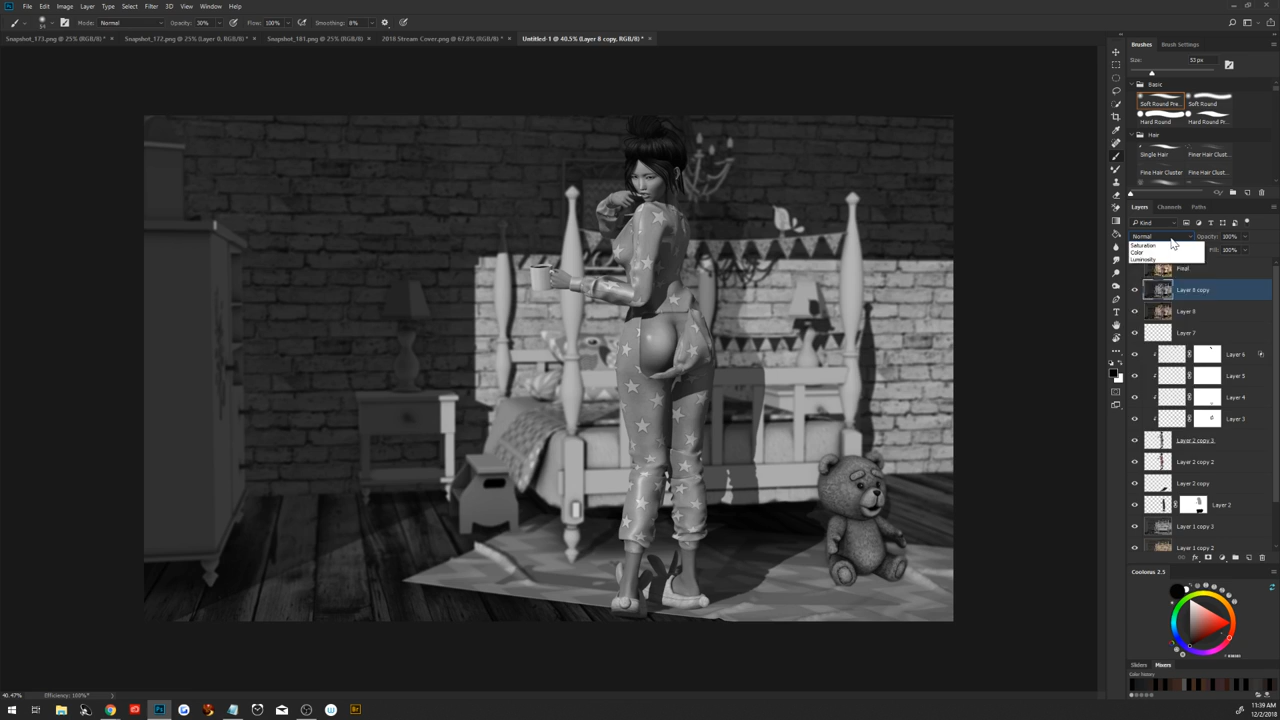 File Edit Image Layer Type Select Filter 3D View Window Help
Mode: Normal Opacity: 30% Flow: 100% Smoothing: 8%
Snapshot_173.png @ 25% (RGB/8) * × Snapshot_172.png @ 25% (Layer 0, RGB/8) * × Snapshot_181.png @ 25% (RGB/8) × 2018 Stream Cover.png @ 67.8% (RGB/8) * × Untitled-1 @ 40.5% (Layer 8 copy, RGB/8) * ×
Brushes Brush Settings
Size: 53 px
Basic
Soft Round Pre... Soft Round
Hard Round Hard Round Pr...
Hair
Single Hair Finer Hair Clust...
Fine Hair Cluster Fine Hair Clust...
Layers Channels Paths
Kind
Normal Opacity: 100%
Saturation
Color
Luminosity
Fill: 100%
Final
Layer 8 copy
Layer 8
Layer 7
Layer 6
Layer 5
Layer 4
Layer 3
Layer 2 copy 3
Layer 2 copy 2
Layer 2 copy
Layer 2
Layer 1 copy 3
Layer 1 copy 2
Coolorus 2.5
Sliders Mixers
Color history
40.47% Efficiency: 100%*
11:39 AM
12/2/2018